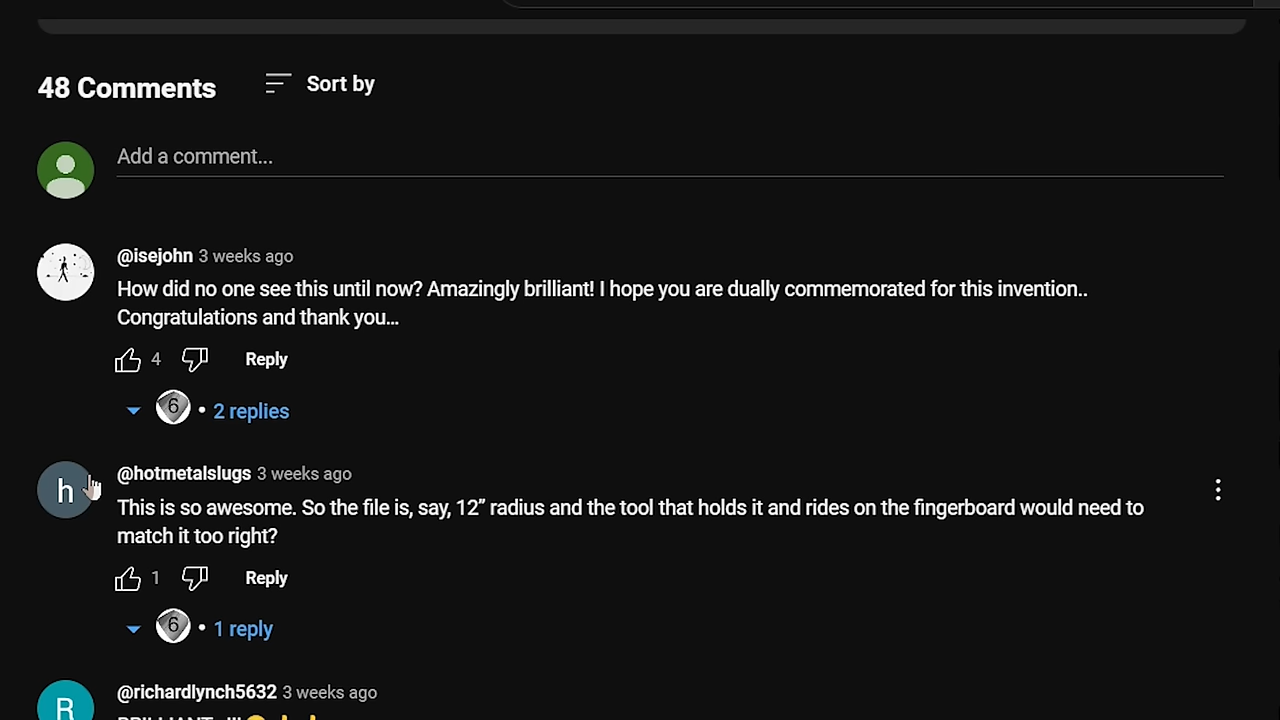 48 Comments
Sort by
Add a comment...
@isejohn 3 weeks ago
How did no one see this until now? Amazingly brilliant! I hope you are dually commemorated for this invention..
Congratulations and thank you...
4
Reply
6 • 2 replies
h
@hotmetalslugs 3 weeks ago
This is so awesome. So the file is, say, 12” radius and the tool that holds it and rides on the fingerboard would need to
match it too right?
1
Reply
6 • 1 reply
R
@richardlynch5632 3 weeks ago